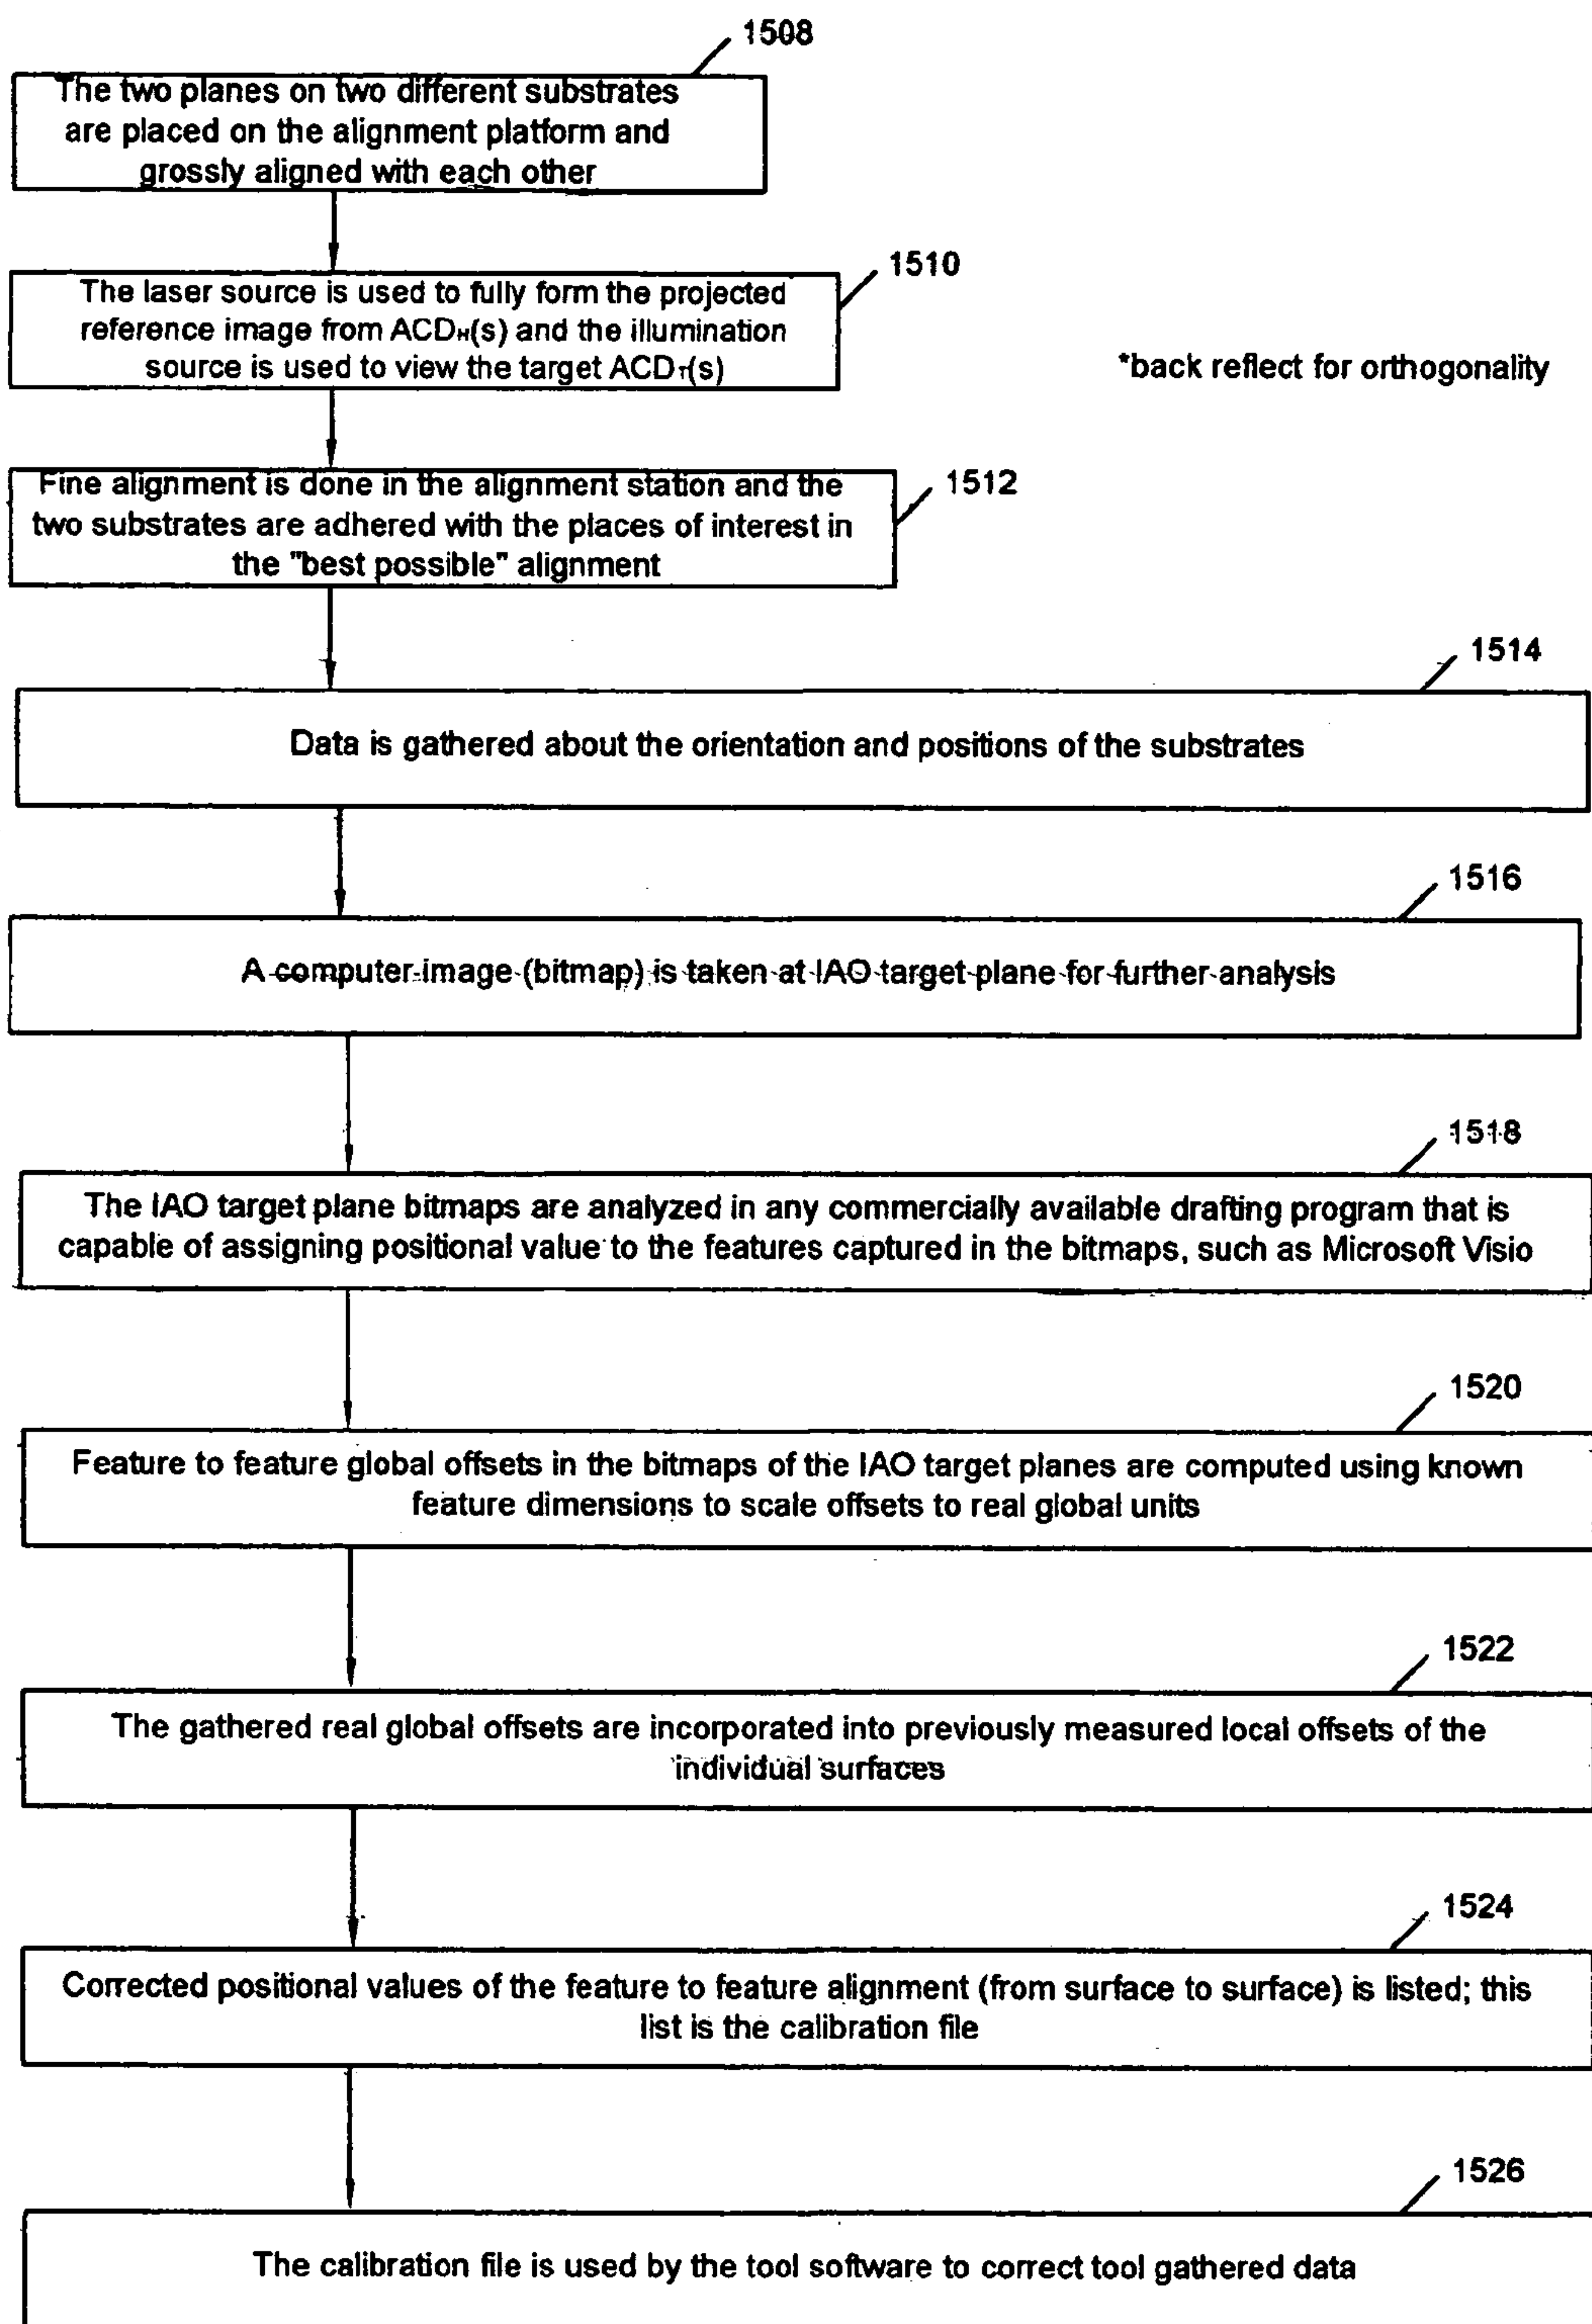 1508
The two planes on two different substrates
are placed on the alignment platform and
grossly aligned with each other
1510
The laser source is used to fully form the projected
reference image from ACDH(s) and the illumination
source is used to view the target ACDT(s)
*back reflect for orthogonality
1512
Fine alignment is done in the alignment station and the
two substrates are adhered with the places of interest in
the "best possible" alignment
1514
Data is gathered about the orientation and positions of the substrates
1516
A computer image (bitmap) is taken at IAO target plane for further analysis
1518
The IAO target plane bitmaps are analyzed in any commercially available drafting program that is
capable of assigning positional value to the features captured in the bitmaps, such as Microsoft Visio
1520
Feature to feature global offsets in the bitmaps of the IAO target planes are computed using known
feature dimensions to scale offsets to real global units
1522
The gathered real global offsets are incorporated into previously measured local offsets of the
individual surfaces
1524
Corrected positional values of the feature to feature alignment (from surface to surface) is listed; this
list is the calibration file
1526
The calibration file is used by the tool software to correct tool gathered data